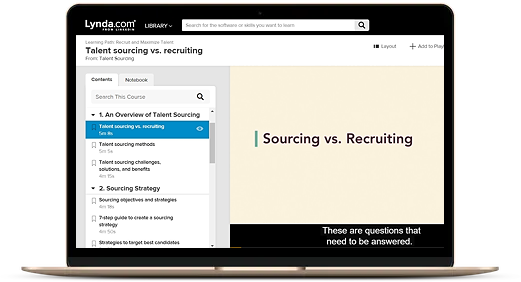 Lynda.com
FROM LINKEDIN
LIBRARY
Search for the software or skills you want to learn
Learning Path: Recruit and Maximize Talent
Talent sourcing vs. recruiting
From: Talent Sourcing
Layout
+ Add to Play
Contents
Notebook
Search This Course
1. An Overview of Talent Sourcing
Talent sourcing vs. recruiting
5m 8s
Talent sourcing methods
5m 5s
Talent sourcing challenges,
solutions, and benefits
4m 15s
2. Sourcing Strategy
Sourcing objectives and strategies
4m 18s
7-step guide to create a sourcing
strategy
4m 50s
Strategies to target best candidates
Sourcing vs. Recruiting
These are questions that
need to be answered.